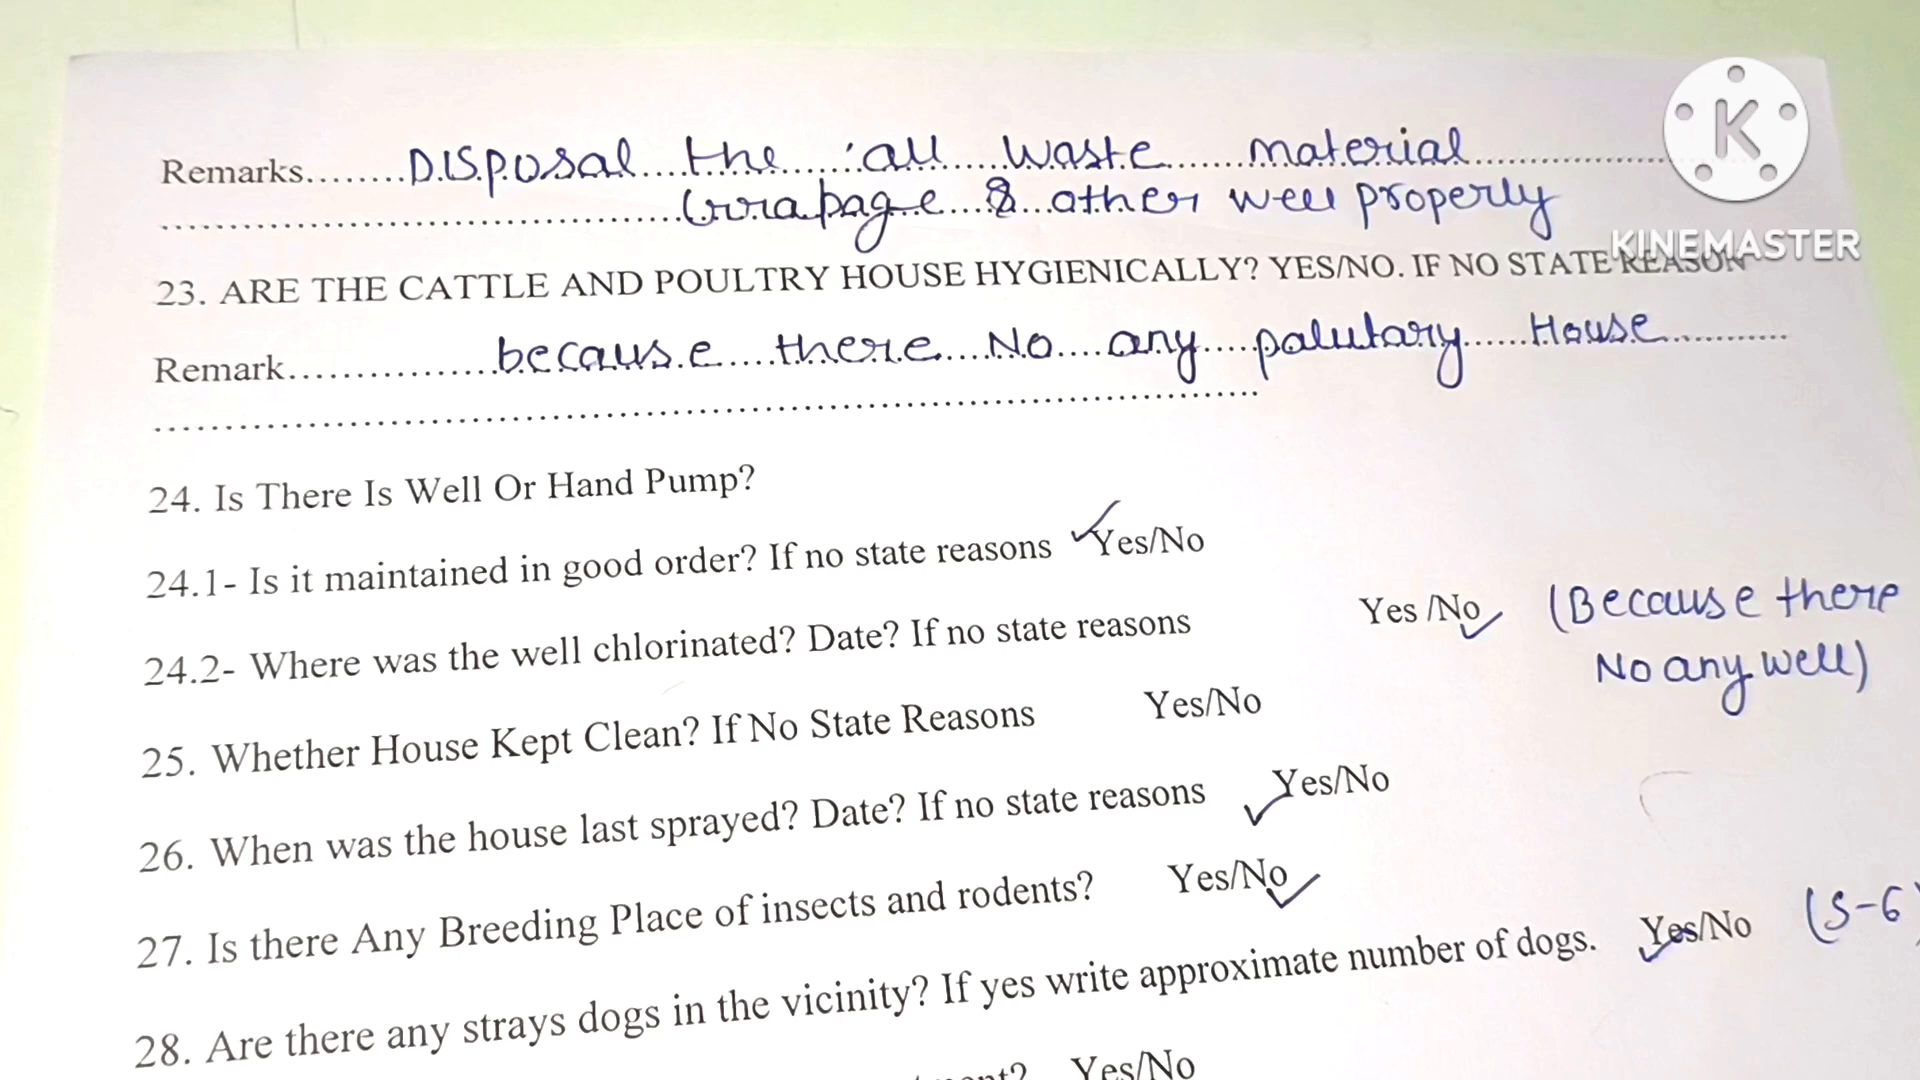 Remarks........Disposal....the....all....waste......material
Grrapage & other well properly
23. ARE THE CATTLE AND POULTRY HOUSE HYGIENICALLY? YES/NO. IF NO STATE REASON
Remark................because....there....No....any....palutary......House
24. Is There Is Well Or Hand Pump?
24.1- Is it maintained in good order? If no state reasons Yes/No
24.2- Where was the well chlorinated? Date? If no state reasons Yes /No (Because there
No any well)
25. Whether House Kept Clean? If No State Reasons Yes/No
26. When was the house last sprayed? Date? If no state reasons Yes/No
27. Is there Any Breeding Place of insects and rodents? Yes/No
28. Are there any strays dogs in the vicinity? If yes write approximate number of dogs. Yes/No (5-6)
Yes/No
K
KINEMASTER